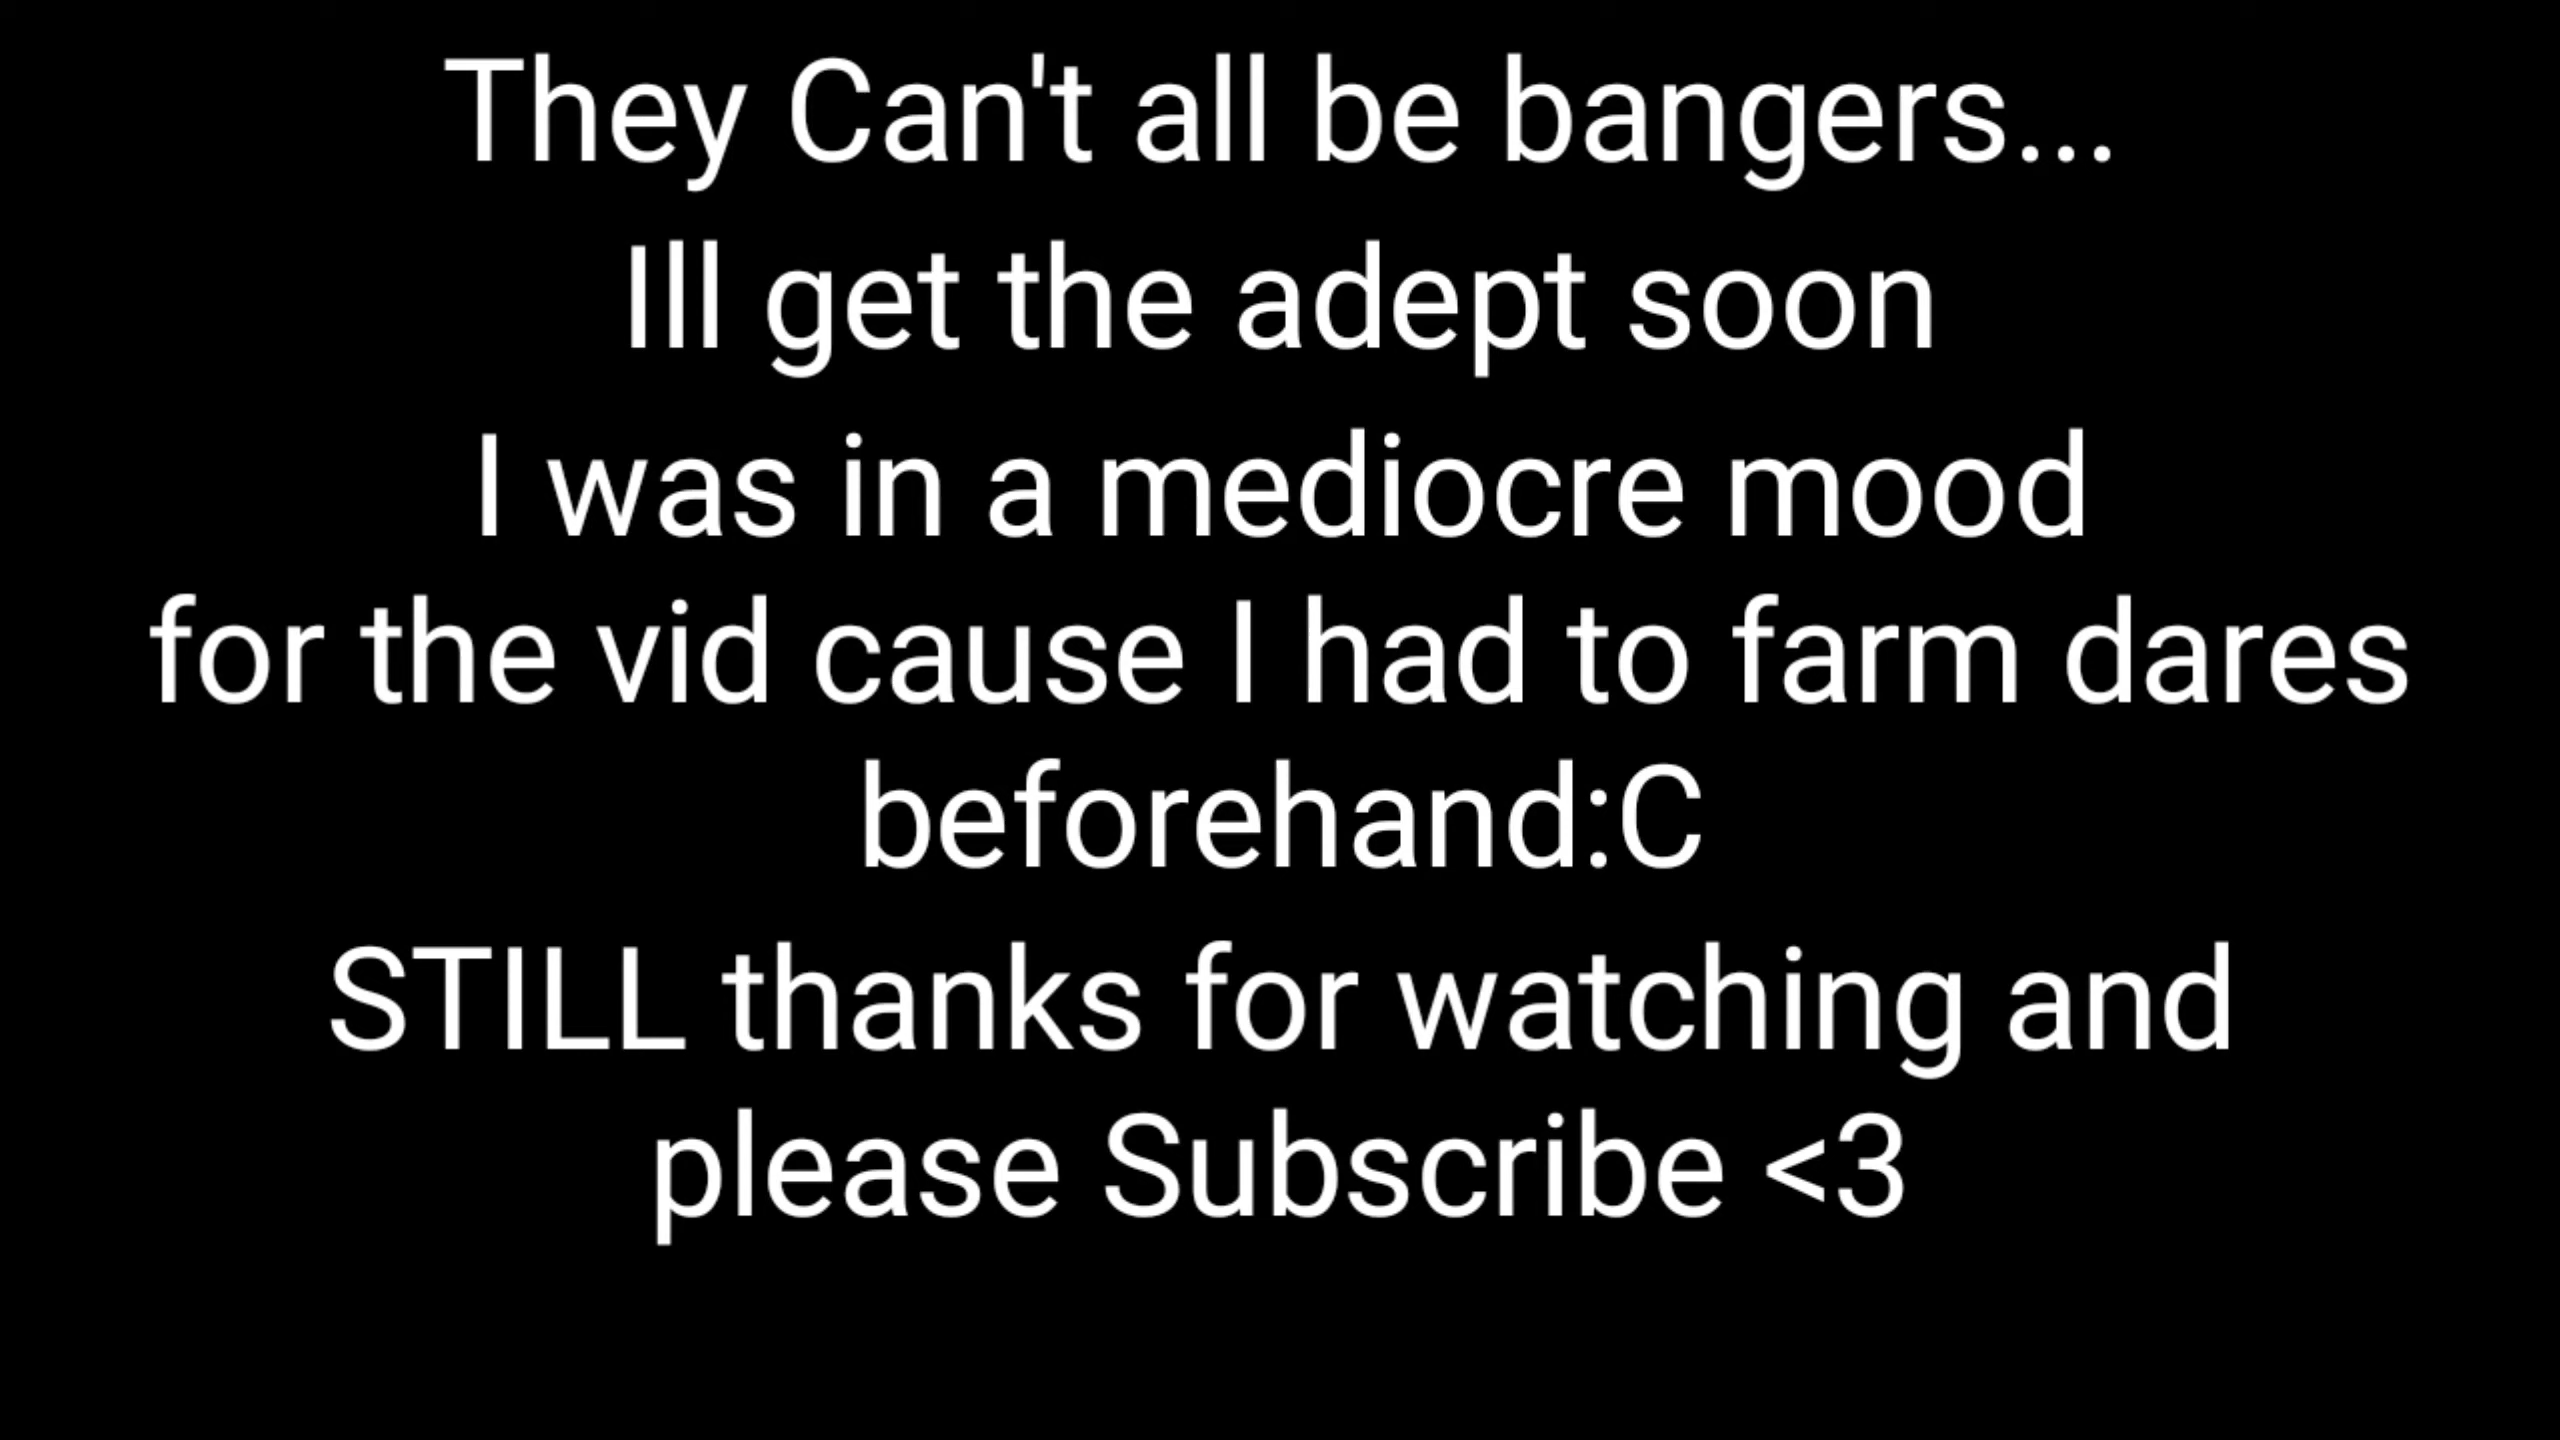 They Can't all be bangers...
Ill get the adept soon
I was in a mediocre mood
for the vid cause I had to farm dares
beforehand:C
STILL thanks for watching and
please Subscribe <3